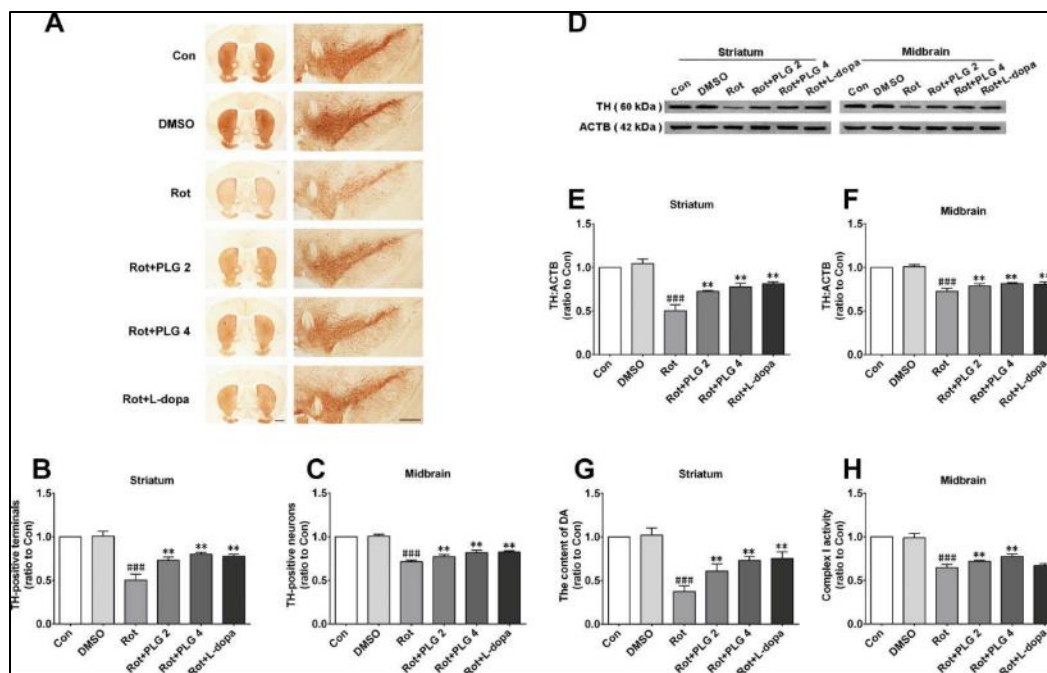 A
Con
DMSO
Rot
Rot+PLG 2
Rot+PLG 4
Rot+L-dopa
D
Striatum
Midbrain
Con DMSO Rot Rot+PLG 2 Rot+PLG 4 Rot+L-dopa
Con DMSO Rot Rot+PLG 2 Rot+PLG 4 Rot+L-dopa
TH ( 60 kDa )
ACTB ( 42 kDa )
E
Striatum
TH:ACTB
(ratio to Con)
1.5
1.0
0.5
0.0
###
**
**
**
Con DMSO Rot Rot+PLG 2 Rot+PLG 4 Rot+L-dopa
F
Midbrain
TH:ACTB
(ratio to Con)
1.5
1.0
0.5
0.0
###
**
**
**
Con DMSO Rot Rot+PLG 2 Rot+PLG 4 Rot+L-dopa
B
Striatum
TH-positive terminals
(ratio to Con)
1.5
1.0
0.5
0.0
###
**
**
**
Con DMSO Rot Rot+PLG 2 Rot+PLG 4 Rot+L-dopa
C
Midbrain
TH-positive neurons
(ratio to Con)
1.5
1.0
0.5
0.0
###
**
**
**
Con DMSO Rot Rot+PLG 2 Rot+PLG 4 Rot+L-dopa
G
Striatum
The content of DA
(ratio to Con)
1.5
1.0
0.5
0.0
###
**
**
**
Con DMSO Rot Rot+PLG 2 Rot+PLG 4 Rot+L-dopa
H
Midbrain
Complex I activity
(ratio to Con)
1.5
1.0
0.5
0.0
###
**
**
Con DMSO Rot Rot+PLG 2 Rot+PLG 4 Rot+L-dopa